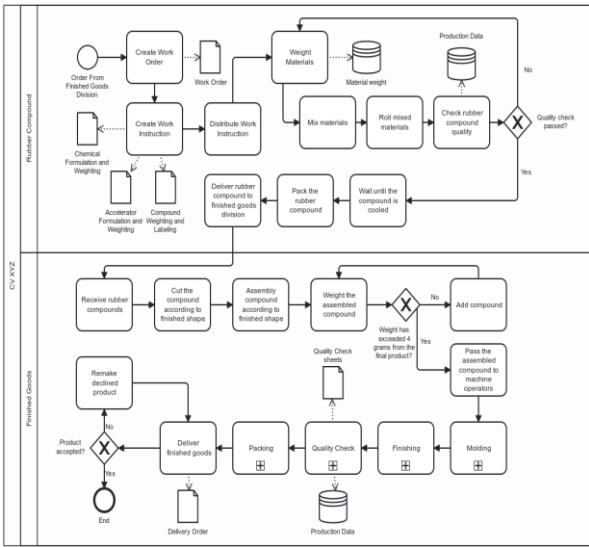 CV XYZ
Rubber Compound
Order From
Finished Goods
Division
Create Work
Order
Work Order
Create Work
Instruction
Chemical
Formulation and
Weighting
Accelerator
Formulation and
Weighting
Compound
Weighting and
Labeling
Distribute Work
Instruction
Weight
Materials
Material weight
Mix materials
Roll mixed
materials
Production Data
Check rubber
compound
quality
No
Quality check
passed?
Yes
Wait until the
compound is
cooled
Pack the
rubber
compound
Deliver rubber
compound to
finished goods
division
Finished Goods
Receive rubber
compounds
Cut the
compound
according to
finished shape
Assembly
compound
according to
finished shape
Weight the
assembled
compound
Weight has
exceeded 4
grams from the
final product?
No
Add compound
Yes
Pass the
assembled
compound to
machine
operators
Molding
Finishing
Quality Check
sheets
Quality Check
Production Data
Packing
Deliver
finished goods
Delivery Order
Product
accepted?
No
Remake
declined
product
Yes
End